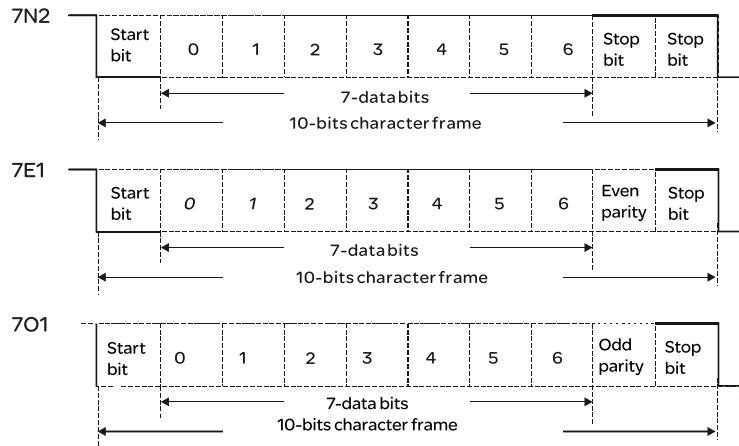 7N2
Start bit 0 1 2 3 4 5 6 Stop bit Stop bit
7-data bits
10-bits character frame
7E1
Start bit 0 1 2 3 4 5 6 Even parity Stop bit
7-data bits
10-bits character frame
7O1
Start bit 0 1 2 3 4 5 6 Odd parity Stop bit
7-data bits
10-bits character frame